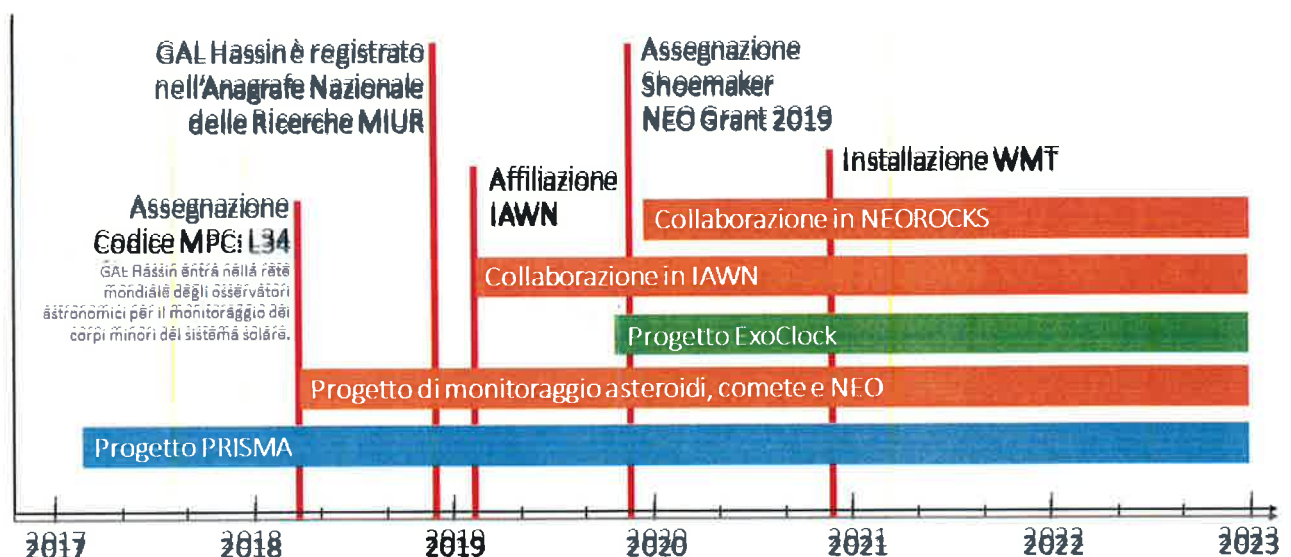 GAL Hassin è registrato
nell'Anagrafe Nazionale
delle Ricerche MIUR
Assegnazione
Shoemaker
NEO Grant 2019
Installazione WMT
Affiliazione
IAWN
Assegnazione
Codice MPC: L34
GAL Hassin entra nella rete
mondiale degli osservatori
astronomici per il monitoraggio dei
corpi minori del sistema solare.
Collaborazione in NEOROCKS
Collaborazione in IAWN
Progetto ExoClock
Progetto di monitoraggio asteroidi, comete e NEO
Progetto PRISMA
2017 2018 2019 2020 2021 2022 2023